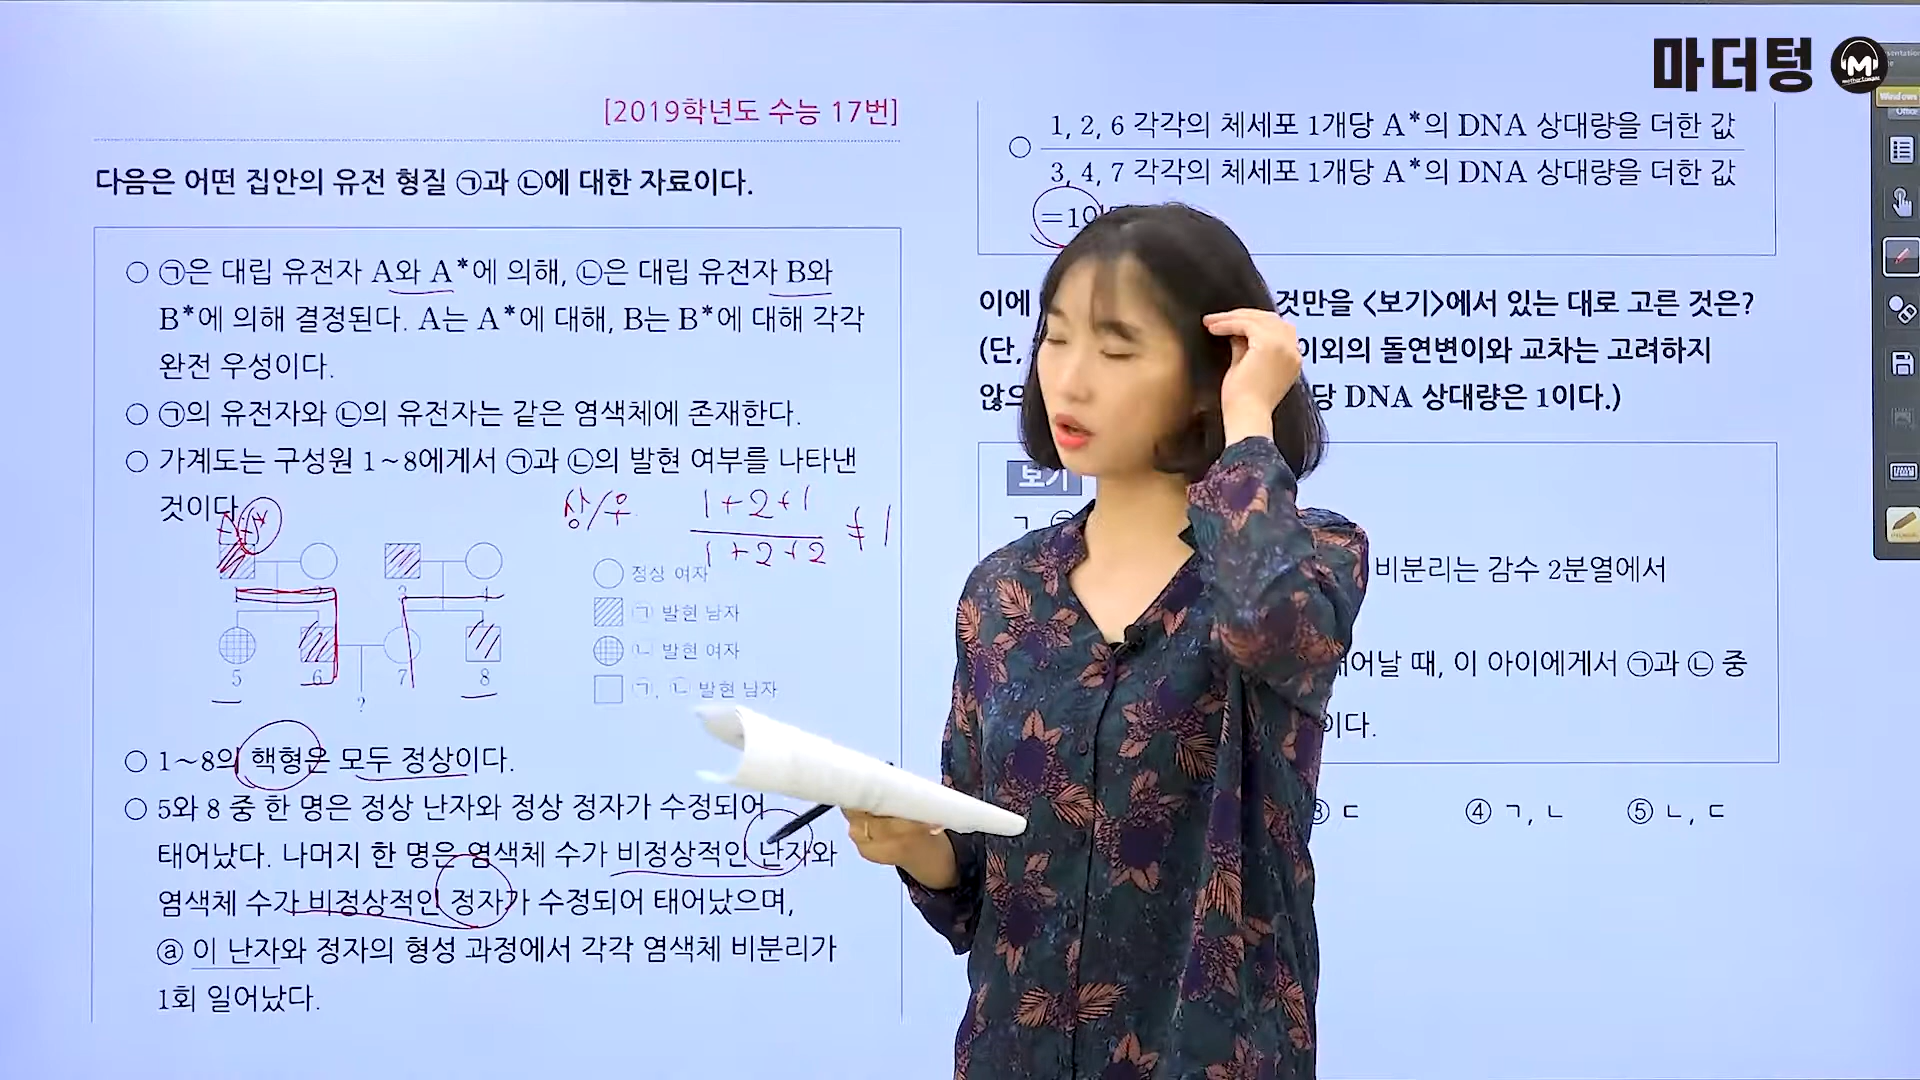 마더텅
[2019학년도 수능 17번]
다음은 어떤 집안의 유전 형질 ㉠과 ㉡에 대한 자료이다.
○ ㉠은 대립 유전자 A와 A*에 의해, ㉡은 대립 유전자 B와
B*에 의해 결정된다. A는 A*에 대해, B는 B*에 대해 각각
완전 우성이다.
○ ㉠의 유전자와 ㉡의 유전자는 같은 염색체에 존재한다.
○ 가계도는 구성원 1~8에게서 ㉠과 ㉡의 발현 여부를 나타낸
것이다
상/우
1+2+1
1+2+2
≠1
정상 여자
㉠ 발현 남자
㉡ 발현 여자
㉠, ㉡ 발현 남자
5 6 7 8
?
○ 1~8의 핵형은 모두 정상이다.
○ 5와 8 중 한 명은 정상 난자와 정상 정자가 수정되어
태어났다. 나머지 한 명은 염색체 수가 비정상적인 난자와
염색체 수가 비정상적인 정자가 수정되어 태어났으며,
ⓐ 이 난자와 정자의 형성 과정에서 각각 염색체 비분리가
1회 일어났다.
○ 1, 2, 6 각각의 체세포 1개당 A*의 DNA 상대량을 더한 값
3, 4, 7 각각의 체세포 1개당 A*의 DNA 상대량을 더한 값
=1
이에 것만을 <보기>에서 있는 대로 고른 것은?
(단, 이외의 돌연변이와 교차는 고려하지
당 DNA 상대량은 1이다.)
보기
ㄱ
비분리는 감수 2분열에서
태어날 때, 이 아이에게서 ㉠과 ㉡ 중
이다.
③ ㄷ ④ ㄱ, ㄴ ⑤ ㄴ, ㄷ